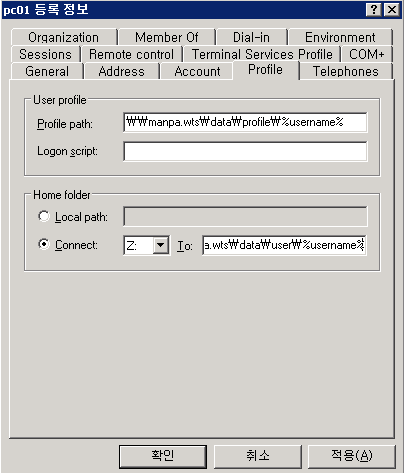 pc01 등록 정보
Organization Member Of Dial-in Environment
Sessions Remote control Terminal Services Profile COM+
General Address Account Profile Telephones
User profile
Profile path: ₩₩manpa.wts₩data₩profile₩%username%
Logon script:
Home folder
Local path:
Connect: Z: To: a.wts₩data₩user₩%username%
확인 취소 적용(A)